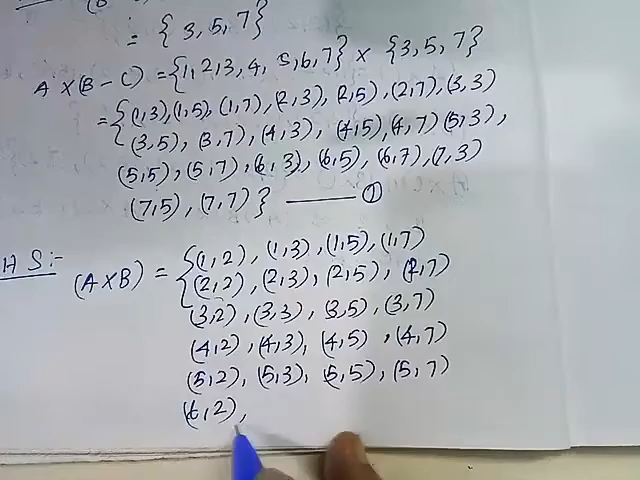 = { 3, 5, 7 }
A × (B – C) = {1, 2, 3, 4, 5, 6, 7} × {3, 5, 7}
= {(1, 3), (1, 5), (1, 7), (2, 3), (2, 5), (2, 7), (3, 3)
(3, 5), (3, 7), (4, 3), (4, 5), (4, 7) (5, 3),
(5, 5), (5, 7), (6, 3), (6, 5), (6, 7), (7, 3)
(7, 5), (7, 7) } —— ①
H S :-
(A × B) = {(1, 2), (1, 3), (1, 5), (1, 7)
(2, 2), (2, 3), (2, 5), (2, 7)
(3, 2), (3, 3), (3, 5), (3, 7)
(4, 2), (4, 3), (4, 5), (4, 7)
(5, 2), (5, 3), (5, 5), (5, 7)
(6, 2),